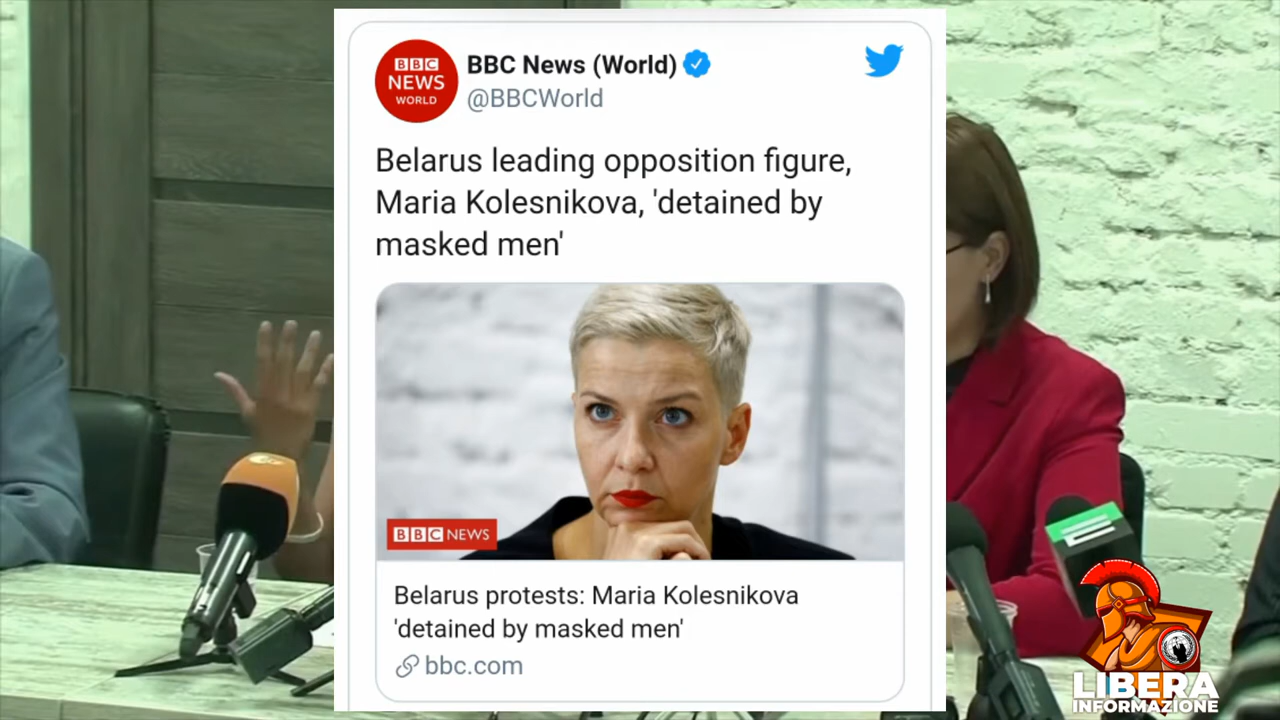 BBC
NEWS
WORLD
BBC News (World)
@BBCWorld
Belarus leading opposition figure,
Maria Kolesnikova, 'detained by
masked men'
BBC NEWS
Belarus protests: Maria Kolesnikova
'detained by masked men'
bbc.com
LIBERA
INFORMAZIONE